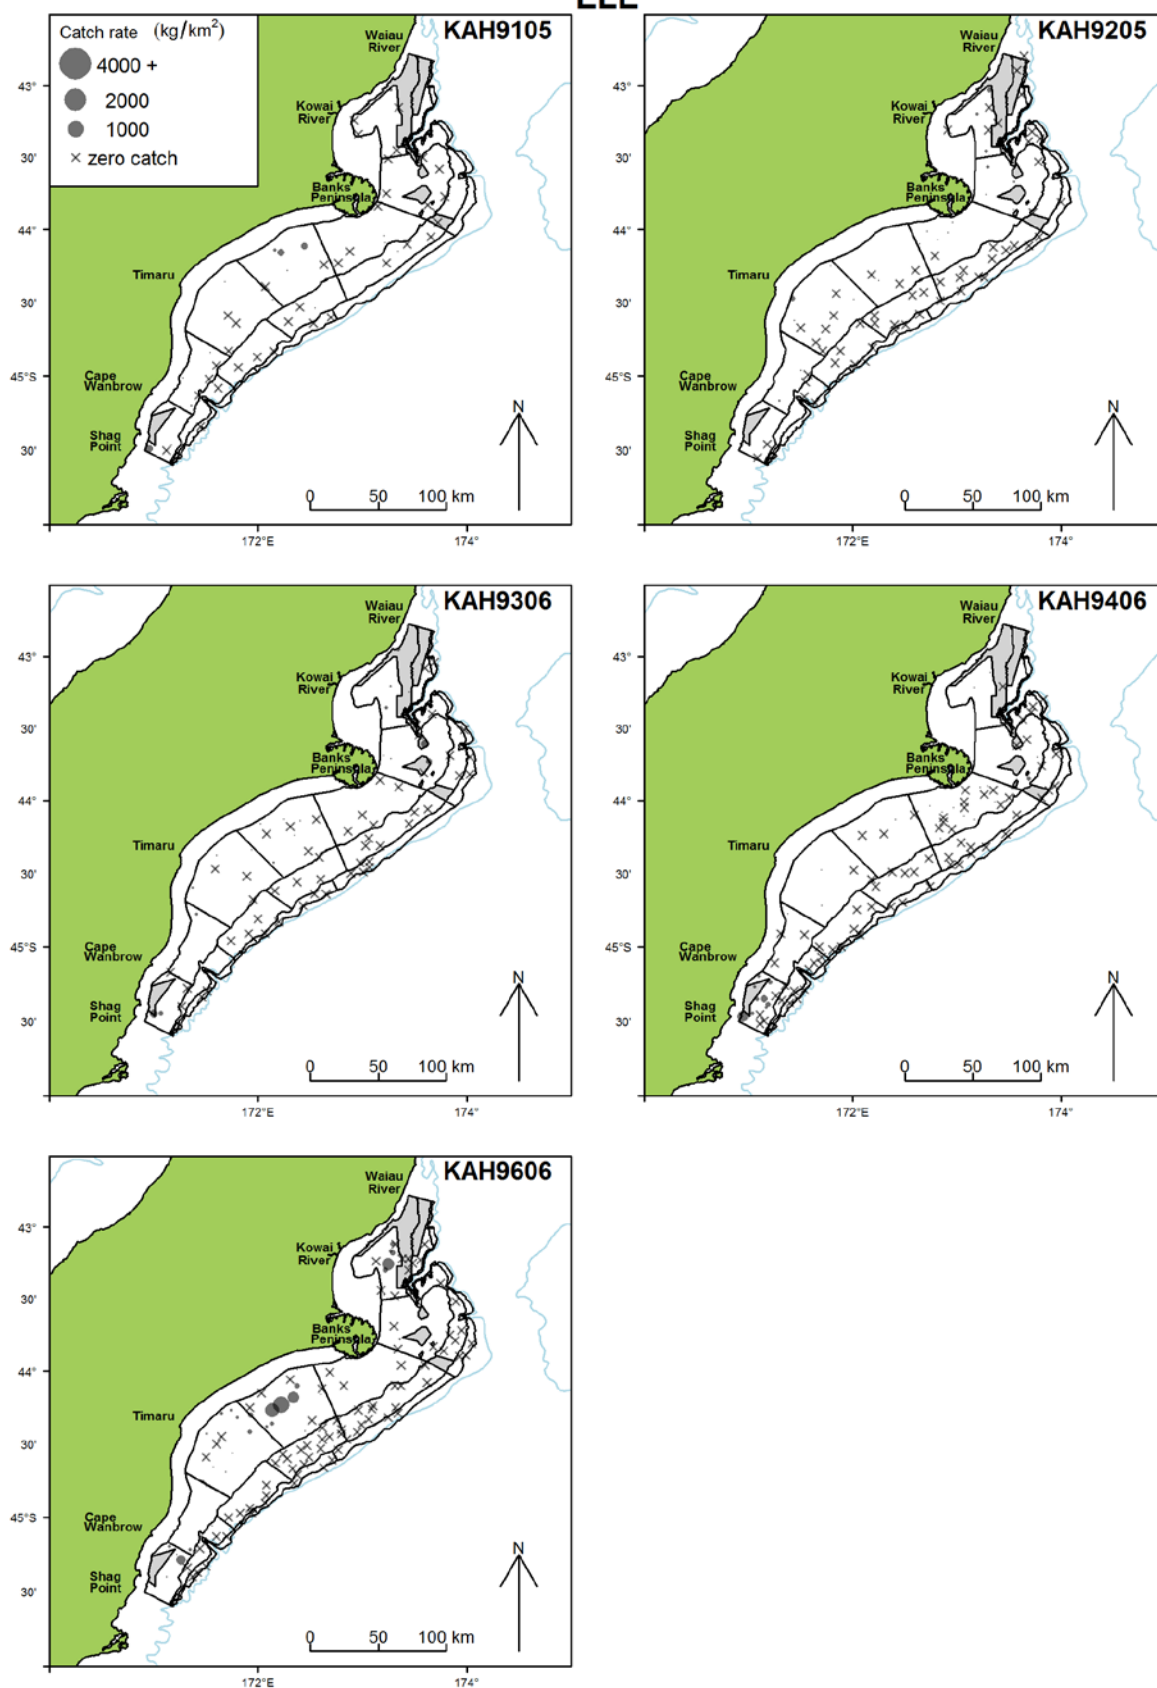 ELE
KAH9105
Catch rate (kg/km²)
4000 +
2000
1000
× zero catch
Waiau
River
Kowai
River
Banks
Peninsula
Timaru
Cape
Wanbrow
Shag
Point
43°
30'
44°
30'
45°S
30'
N
0 50 100 km
172°E 174°
KAH9205
Waiau
River
Kowai
River
Banks
Peninsula
Timaru
Cape
Wanbrow
Shag
Point
43°
30'
44°
30'
45°S
30'
N
0 50 100 km
172°E 174°
KAH9306
Waiau
River
Kowai
River
Banks
Peninsula
Timaru
Cape
Wanbrow
Shag
Point
43°
30'
44°
30'
45°S
30'
N
0 50 100 km
172°E 174°
KAH9406
Waiau
River
Kowai
River
Banks
Peninsula
Timaru
Cape
Wanbrow
Shag
Point
43°
30'
44°
30'
45°S
30'
N
0 50 100 km
172°E 174°
KAH9606
Waiau
River
Kowai
River
Banks
Peninsula
Timaru
Cape
Wanbrow
Shag
Point
43°
30'
44°
30'
45°S
30'
N
0 50 100 km
172°E 174°